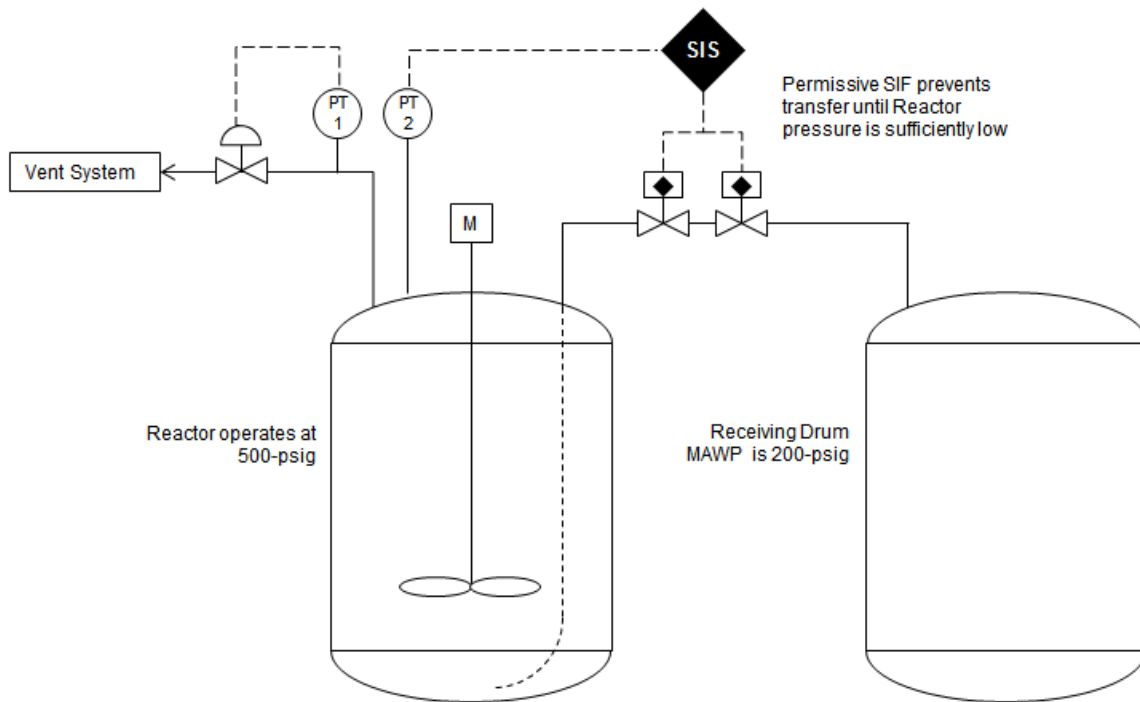 SIS
Permissive SIF prevents
transfer until Reactor
pressure is sufficiently low
PT
1
PT
2
Vent System
M
Reactor operates at
500-psig
Receiving Drum
MAWP is 200-psig